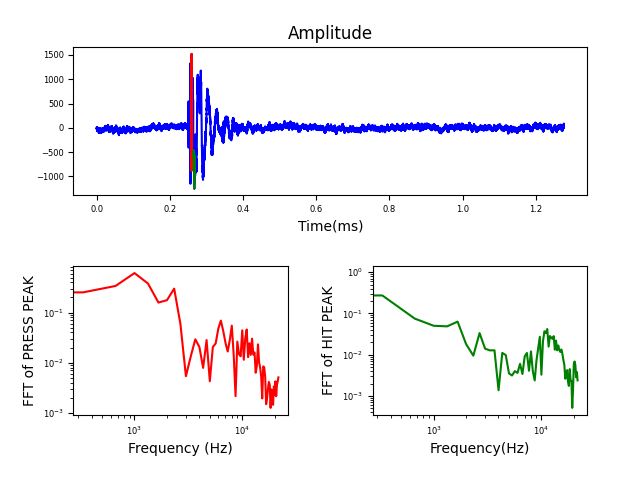 Amplitude
1500
1000
500
0
−500
−1000
0.0 0.2 0.4 0.6 0.8 1.0 1.2
Time(ms)
FFT of PRESS PEAK
10⁻¹
10⁻²
10⁻³
10³ 10⁴
Frequency (Hz)
FFT of HIT PEAK
10⁰
10⁻¹
10⁻²
10⁻³
10³ 10⁴
Frequency(Hz)